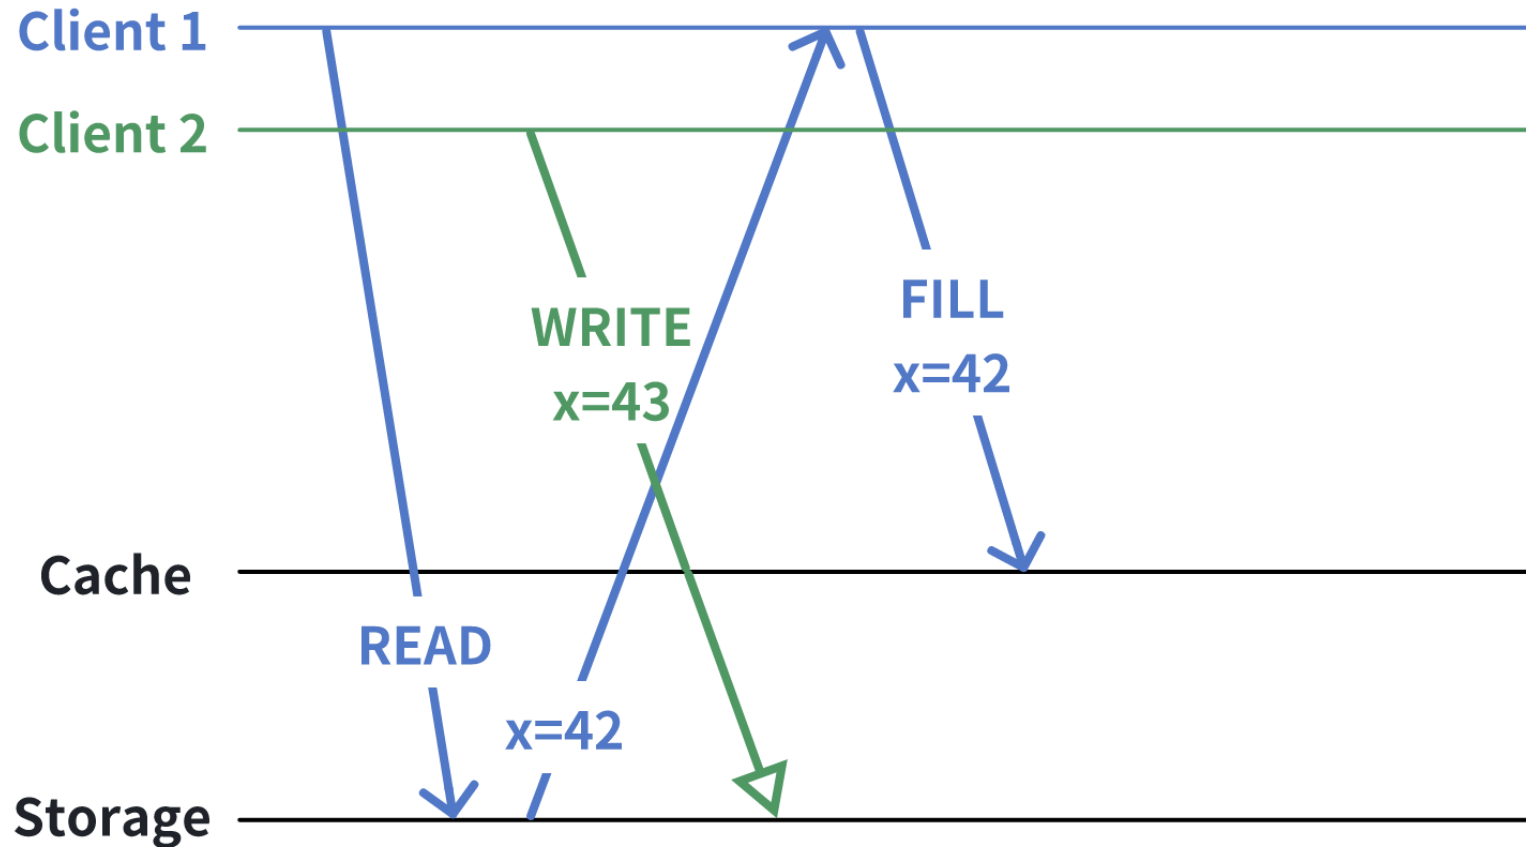 Client 1
Client 2
WRITE
x=43
FILL
x=42
Cache
READ
x=42
Storage